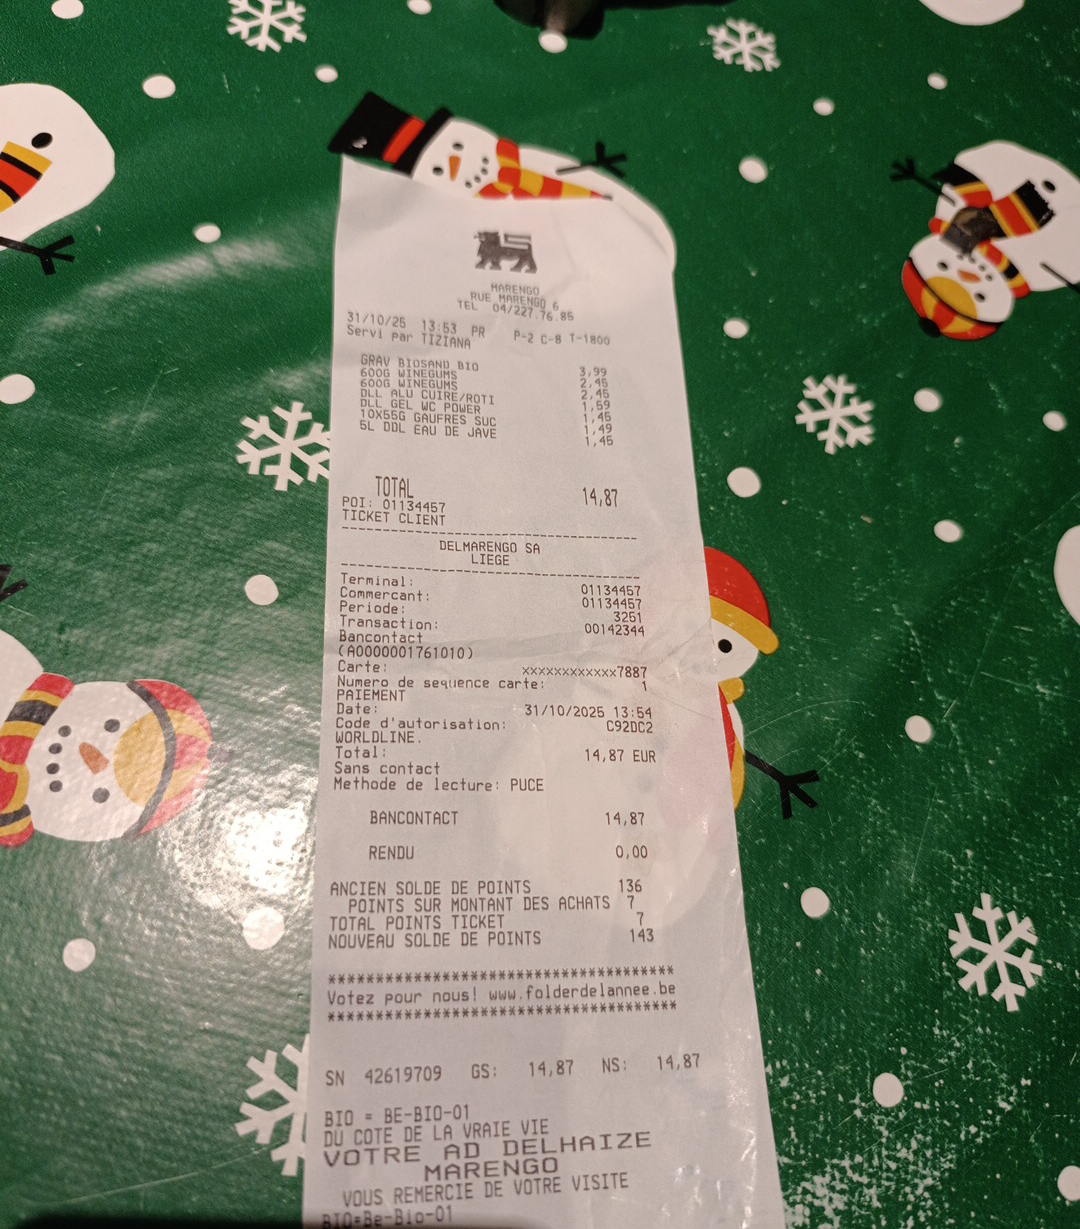 MARENGO
RUE MARENGO 6
TEL 04/227.76.85
31/10/25 13:53 PR P-2 C-8 T-1800
Servi par TIZIANA
GRAV BIOSAND BIO 3,99
600G WINEGUMS 2,45
600G WINEGUMS 2,45
DLL ALU CUIRE/ROTI 1,59
DLL GEL WC POWER 1,45
10X55G GAUFRES SUC 1,49
5L DDL EAU DE JAVE 1,45
TOTAL 14,87
POI: 01134457
TICKET CLIENT
--------------------------------------
DELMARENGO SA
LIEGE
--------------------------------------
Terminal: 01134457
Commercant: 01134457
Periode: 3251
Transaction: 00142344
Bancontact
(A0000001761010)
Carte: xxxxxxxxxxxx7887
Numero de sequence carte: 1
PAIEMENT
Date: 31/10/2025 13:54
Code d'autorisation: C92DC2
WORLDLINE.
Total: 14,87 EUR
Sans contact
Methode de lecture: PUCE
BANCONTACT 14,87
RENDU 0,00
ANCIEN SOLDE DE POINTS 136
POINTS SUR MONTANT DES ACHATS 7
TOTAL POINTS TICKET 7
NOUVEAU SOLDE DE POINTS 143
************************************
Votez pour nous! www.folderdelannee.be
************************************
SN 42619709 GS: 14,87 NS: 14,87
BIO = BE-BIO-01
DU COTE DE LA VRAIE VIE
VOTRE AD DELHAIZE
MARENGO
VOUS REMERCIE DE VOTRE VISITE
BIO=Be-Bio-01